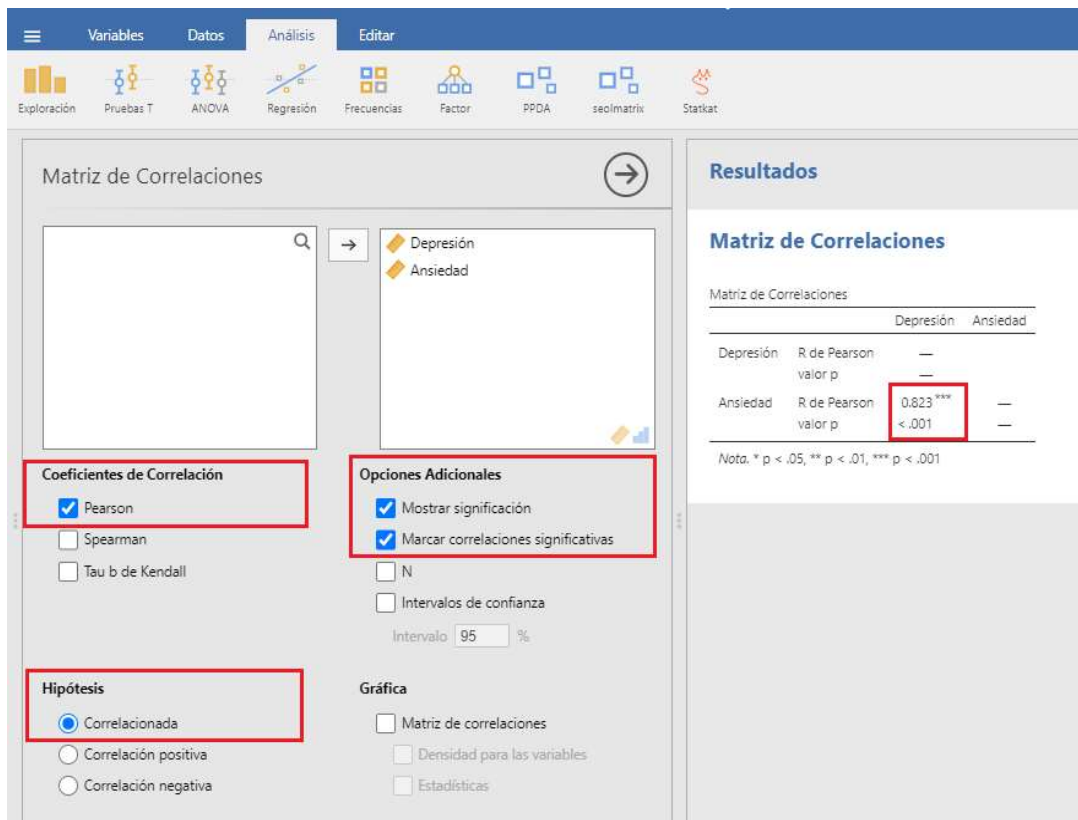 Variables Datos Análisis Editar
Exploración Pruebas T ANOVA Regresión Frecuencias Factor PPDA seolmatrix Statkat
Matriz de Correlaciones
Depresión
Ansiedad
Coeficientes de Correlación
Pearson
Spearman
Tau b de Kendall
Opciones Adicionales
Mostrar significación
Marcar correlaciones significativas
N
Intervalos de confianza
Intervalo 95 %
Hipótesis
Correlacionada
Correlación positiva
Correlación negativa
Gráfica
Matriz de correlaciones
Densidad para las variables
Estadísticas
Resultados
Matriz de Correlaciones
Matriz de Correlaciones
Depresión Ansiedad
Depresión R de Pearson —
valor p —
Ansiedad R de Pearson 0.823 *** —
valor p < .001 —
Nota. * p < .05, ** p < .01, *** p < .001